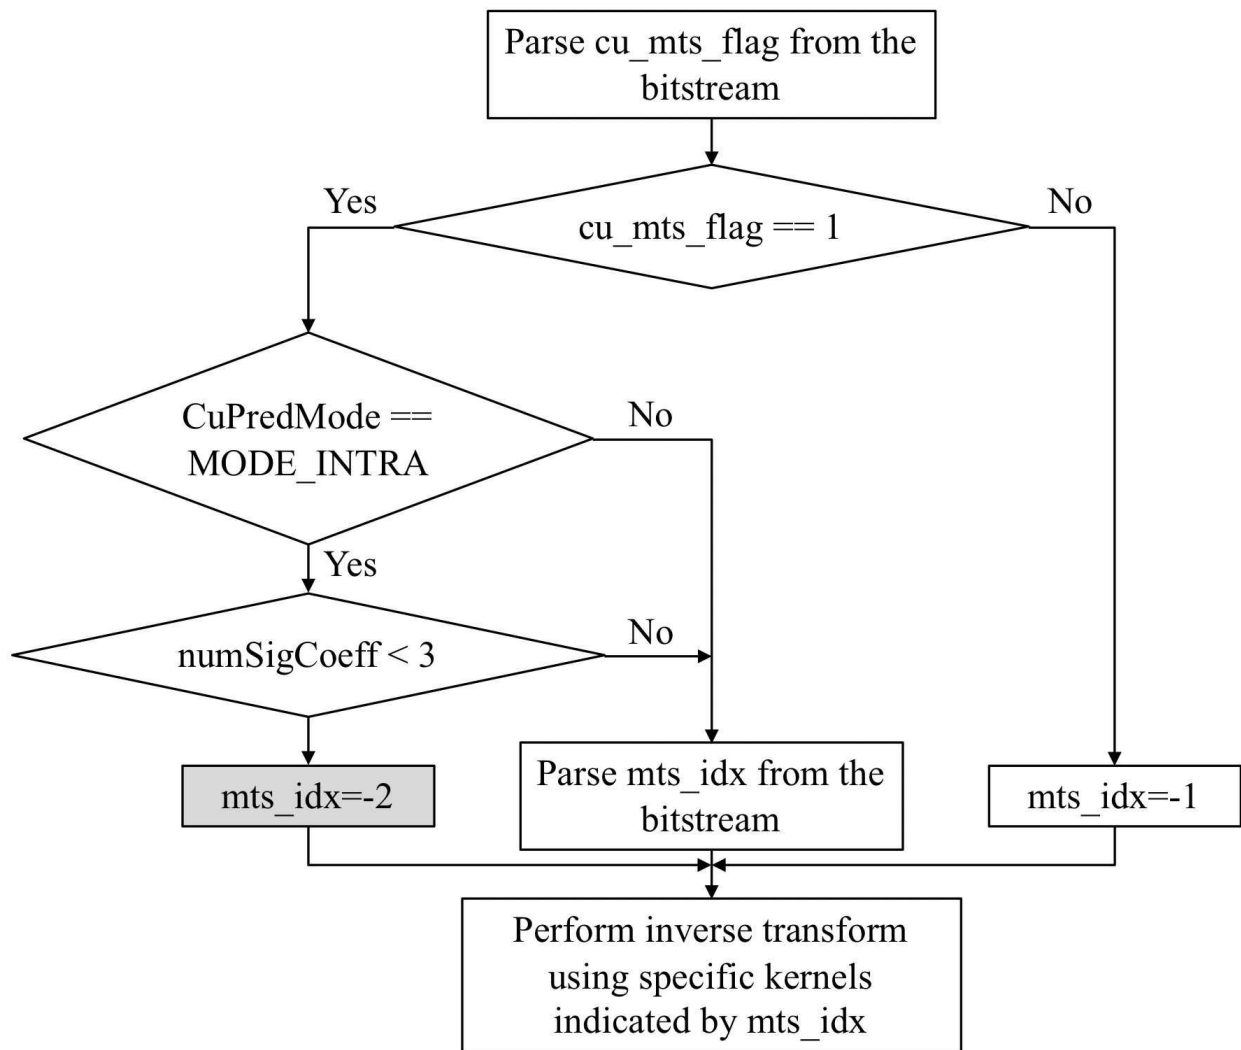 Parse cu_mts_flag from the
bitstream
Yes
No
cu_mts_flag == 1
CuPredMode ==
MODE_INTRA
No
Yes
numSigCoeff < 3
No
mts_idx=-2
Parse mts_idx from the
bitstream
mts_idx=-1
Perform inverse transform
using specific kernels
indicated by mts_idx